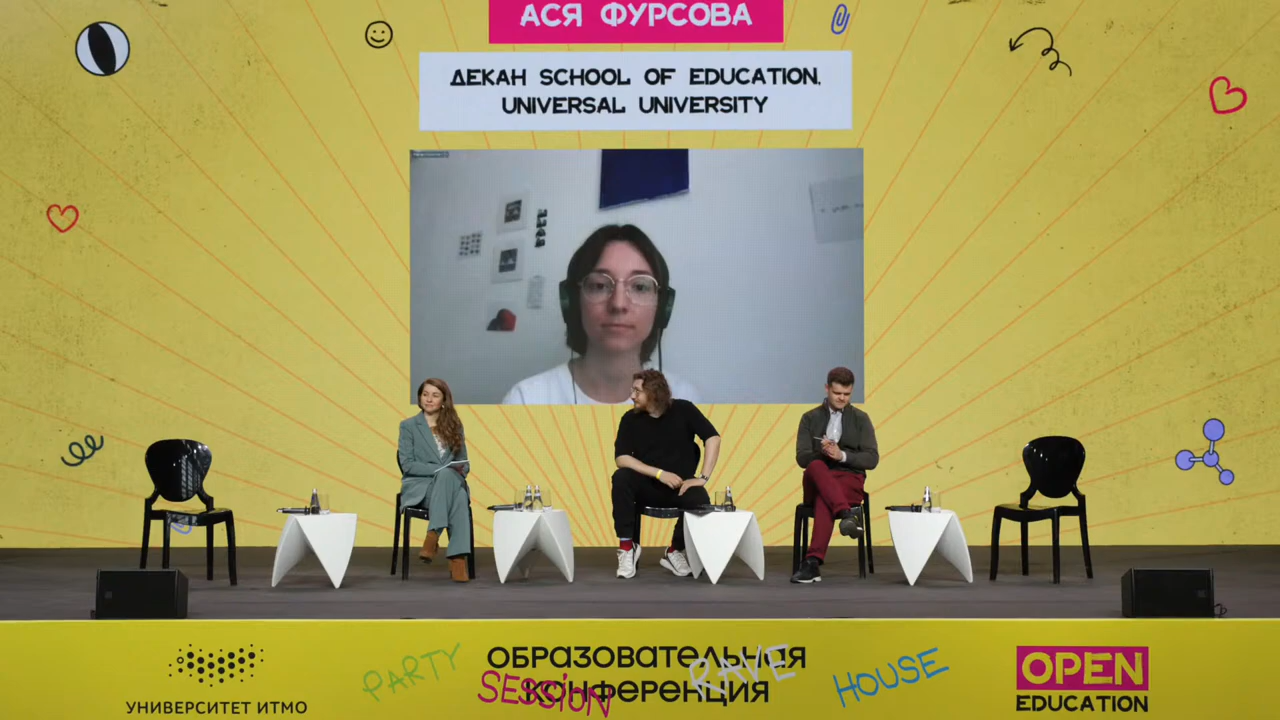 АСЯ ФУРСОВА
ДЕКАН SCHOOL OF EDUCATION,
UNIVERSAL UNIVERSITY
УНИВЕРСИТЕТ ИТМО
PARTY
ОБРАЗОВАТЕЛЬНАЯ
КОНФЕРЕНЦИЯ
SESSION
RAVE
HOUSE
OPEN
EDUCATION